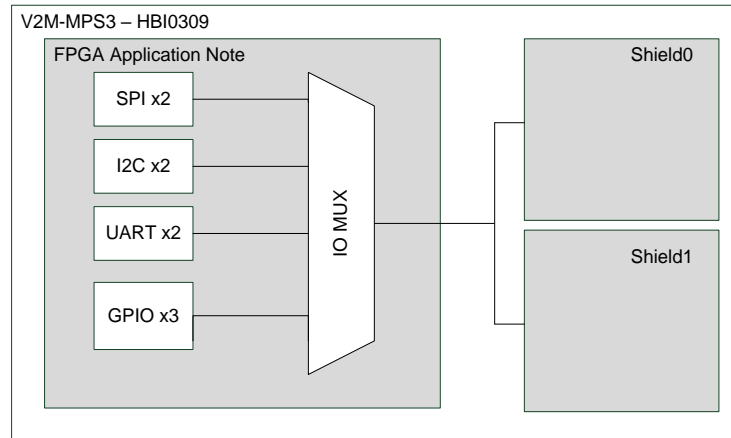 V2M-MPS3 – HBI0309
FPGA Application Note
Shield0
SPI x2
I2C x2
UART x2
IO MUX
Shield1
GPIO x3